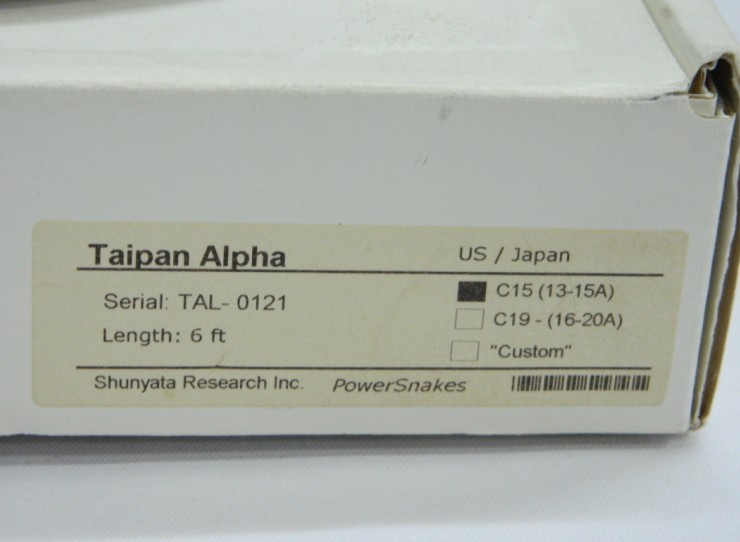 Taipan Alpha
US / Japan
Serial: TAL- 0121
Length: 6 ft
C15 (13-15A)
C19 - (16-20A)
"Custom"
Shunyata Research Inc. PowerSnakes